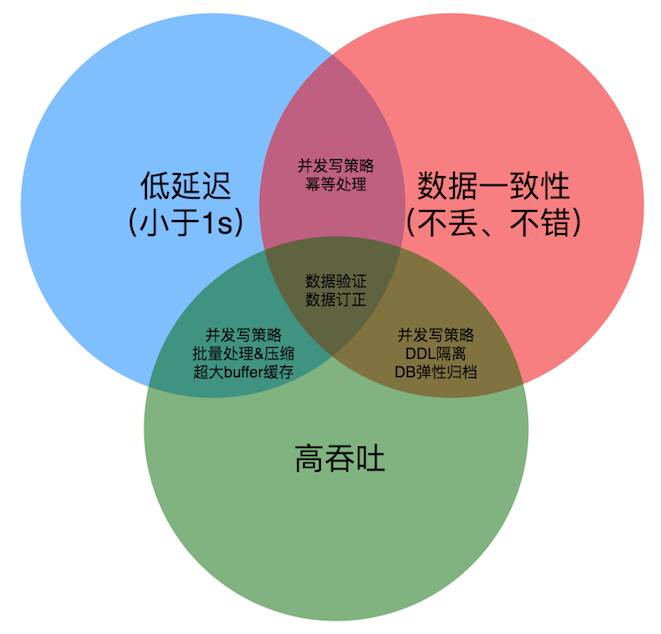 并发写策略
幂等处理
低延迟
（小于1s）
数据一致性
（不丢、不错）
数据验证
数据订正
并发写策略
批量处理&压缩
超大buffer缓存
并发写策略
DDL隔离
DB弹性归档
高吞吐